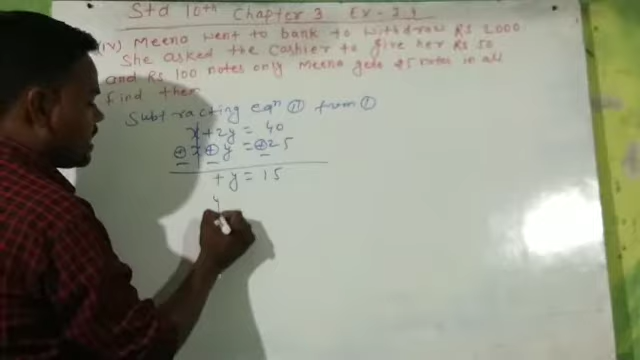 Std 10th Chapter 3 Ex-3.4
(iv) Meena went to bank to withdraw Rs 2000
She asked the cashier to give her Rs 50
and Rs 100 notes only Meena gets 25 notes in all
find them
Subtracting eqn (II) from (I)
x + 2y = 40
x + y = 25
+ y = 15
y